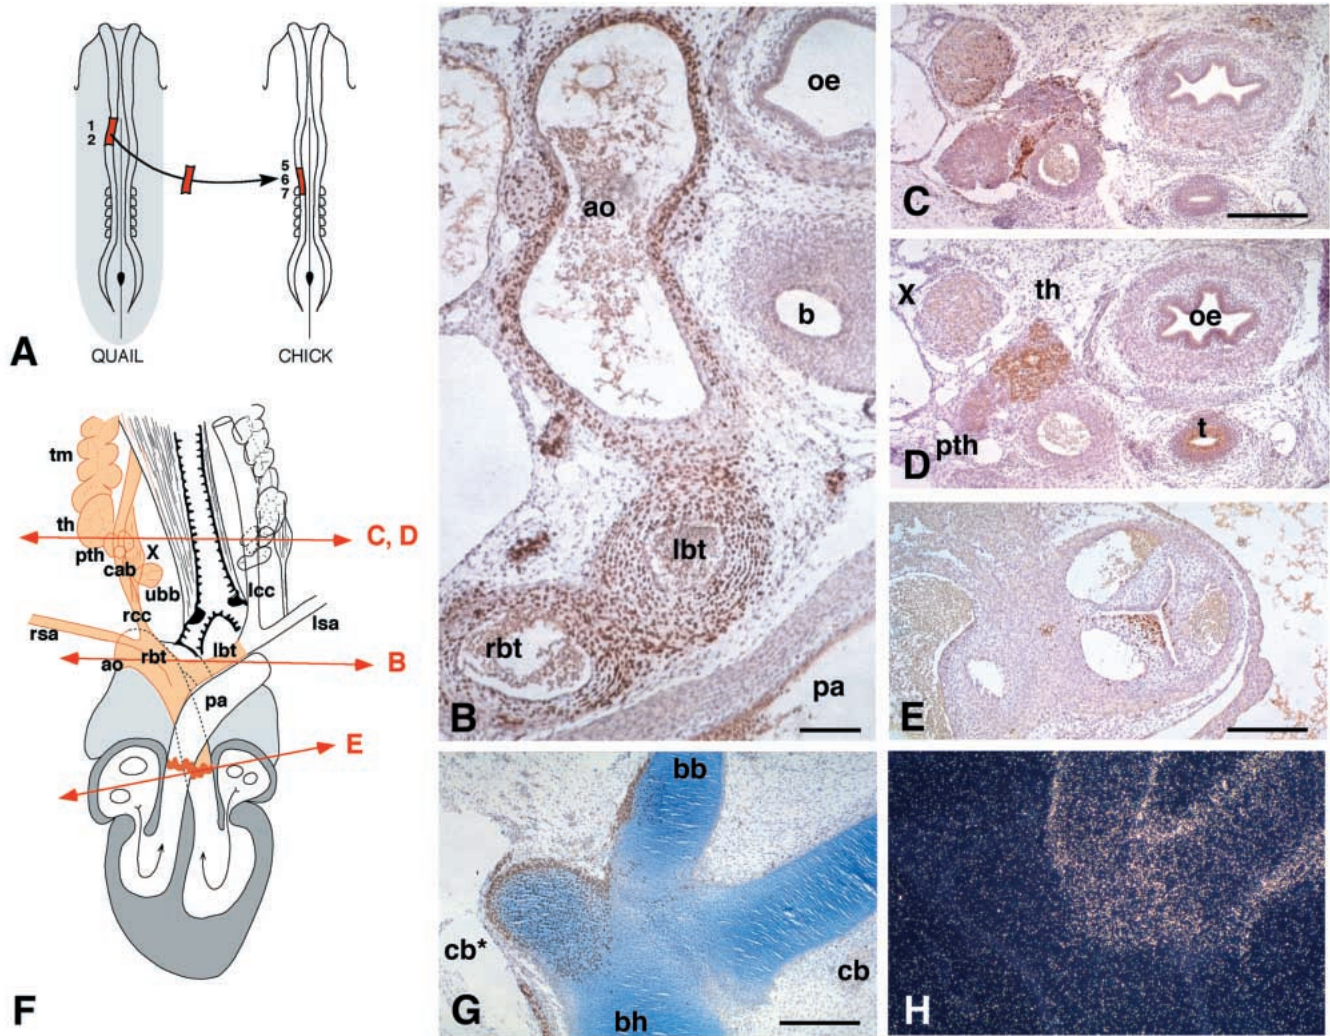 1
2
5
6
7
A
QUAIL
CHICK
oe
ao
b
lbt
rbt
pa
B
C
X
th
oe
t
pth
D
E
tm
th
C, D
pth
X
cab
ubb
lcc
rcc
lsa
rsa
lbt
rbt
ao
B
pa
E
F
bb
cb*
cb
G
bh
H